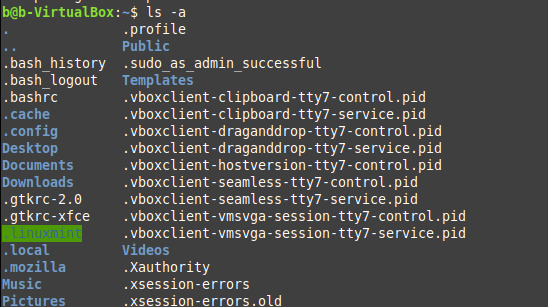 b@b-VirtualBox:~$ ls -a
. .profile
.. Public
.bash_history .sudo_as_admin_successful
.bash_logout Templates
.bashrc .vboxclient-clipboard-tty7-control.pid
.cache .vboxclient-clipboard-tty7-service.pid
.config .vboxclient-draganddrop-tty7-control.pid
Desktop .vboxclient-draganddrop-tty7-service.pid
Documents .vboxclient-hostversion-tty7-control.pid
Downloads .vboxclient-seamless-tty7-control.pid
.gtkrc-2.0 .vboxclient-seamless-tty7-service.pid
.gtkrc-xfce .vboxclient-vmsvga-session-tty7-control.pid
.linuxmint .vboxclient-vmsvga-session-tty7-service.pid
.local Videos
.mozilla .Xauthority
Music .xsession-errors
Pictures .xsession-errors.old